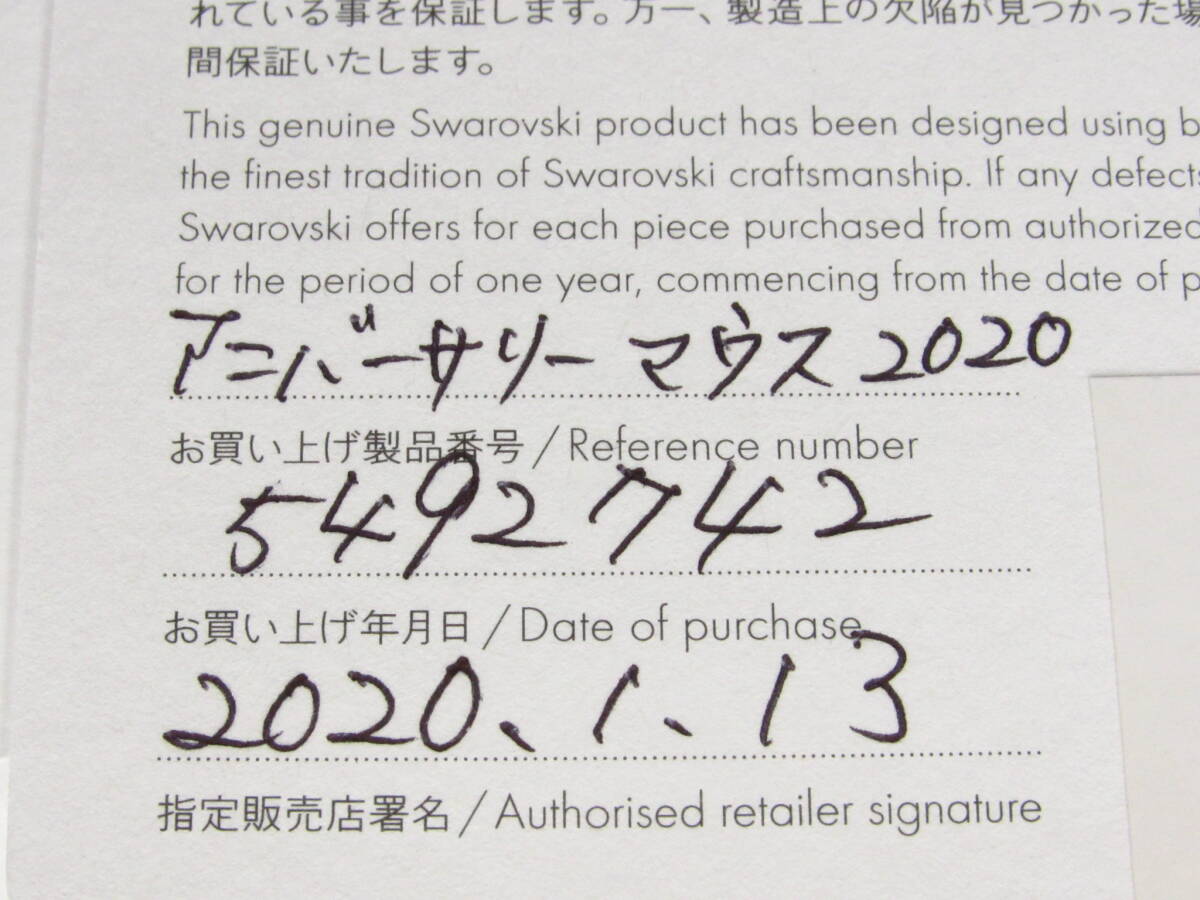 れている事を保証します。万一、製造上の欠陥が見つかった場
間保証いたします。
This genuine Swarovski product has been designed using b
the finest tradition of Swarovski craftsmanship. If any defects
Swarovski offers for each piece purchased from authorized
for the period of one year, commencing from the date of p
アニバーサリーマウス2020
お買い上げ製品番号/Reference number
5492742
お買い上げ年月日/Date of purchase
2020、1、13
指定販売店署名/Authorised retailer signature